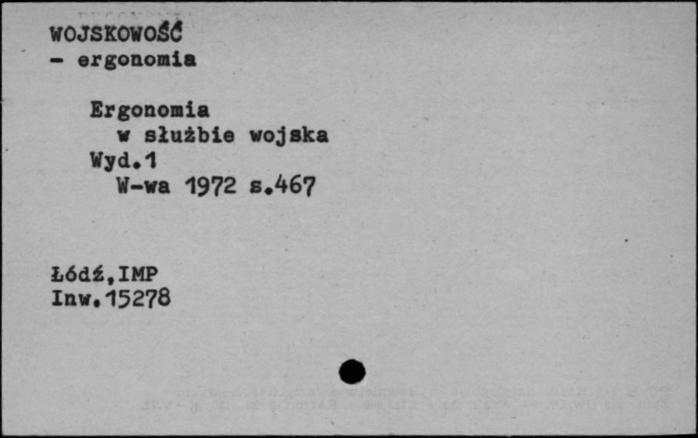 WOJSKOWOŚĆ
- ergonomia
Ergonomia
w służbie wojska
Wyd.1
W-wa 1972 s.467
Łódź,IMP
Inw.15278